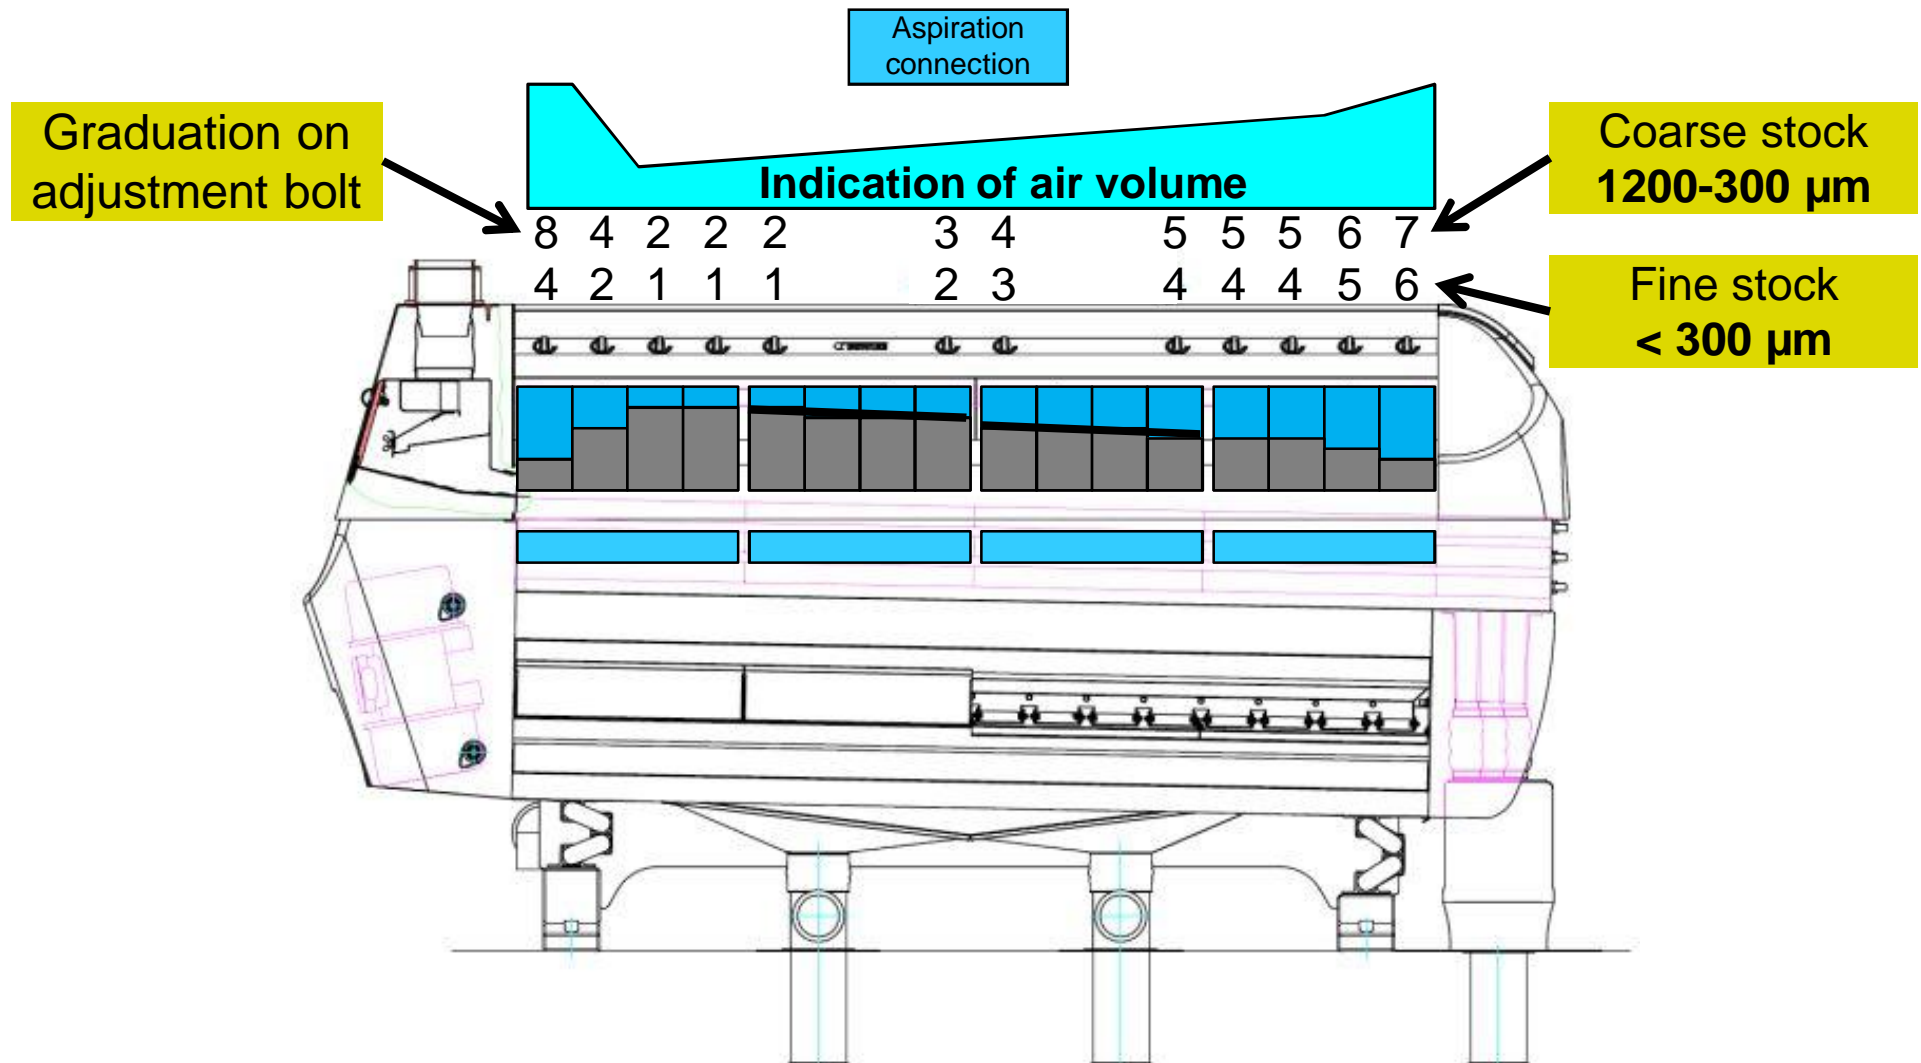 Aspiration
connection
Graduation on
adjustment bolt
Coarse stock
1200-300 µm
Indication of air volume
8 4 2 2 2 3 4 5 5 5 6 7
4 2 1 1 1 2 3 4 4 4 5 6
Fine stock
< 300 µm